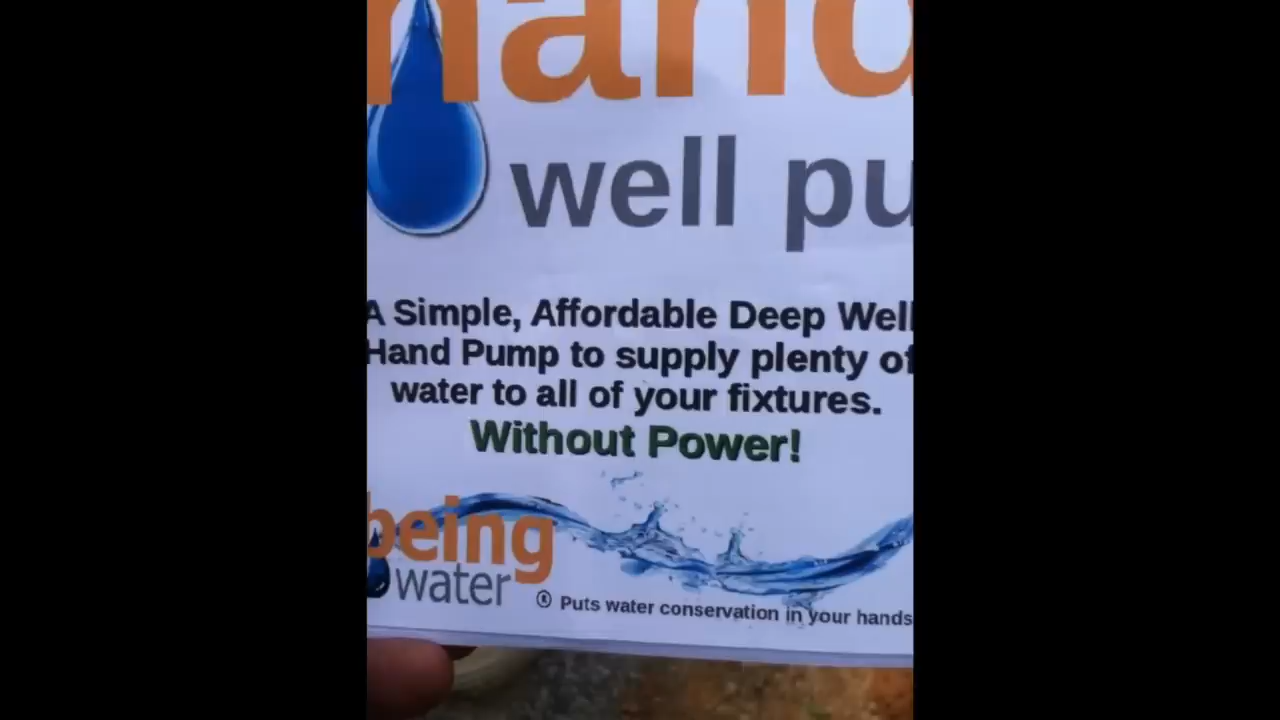 hand
well pu
A Simple, Affordable Deep Well
Hand Pump to supply plenty of
water to all of your fixtures.
Without Power!
being
water
® Puts water conservation in your hands